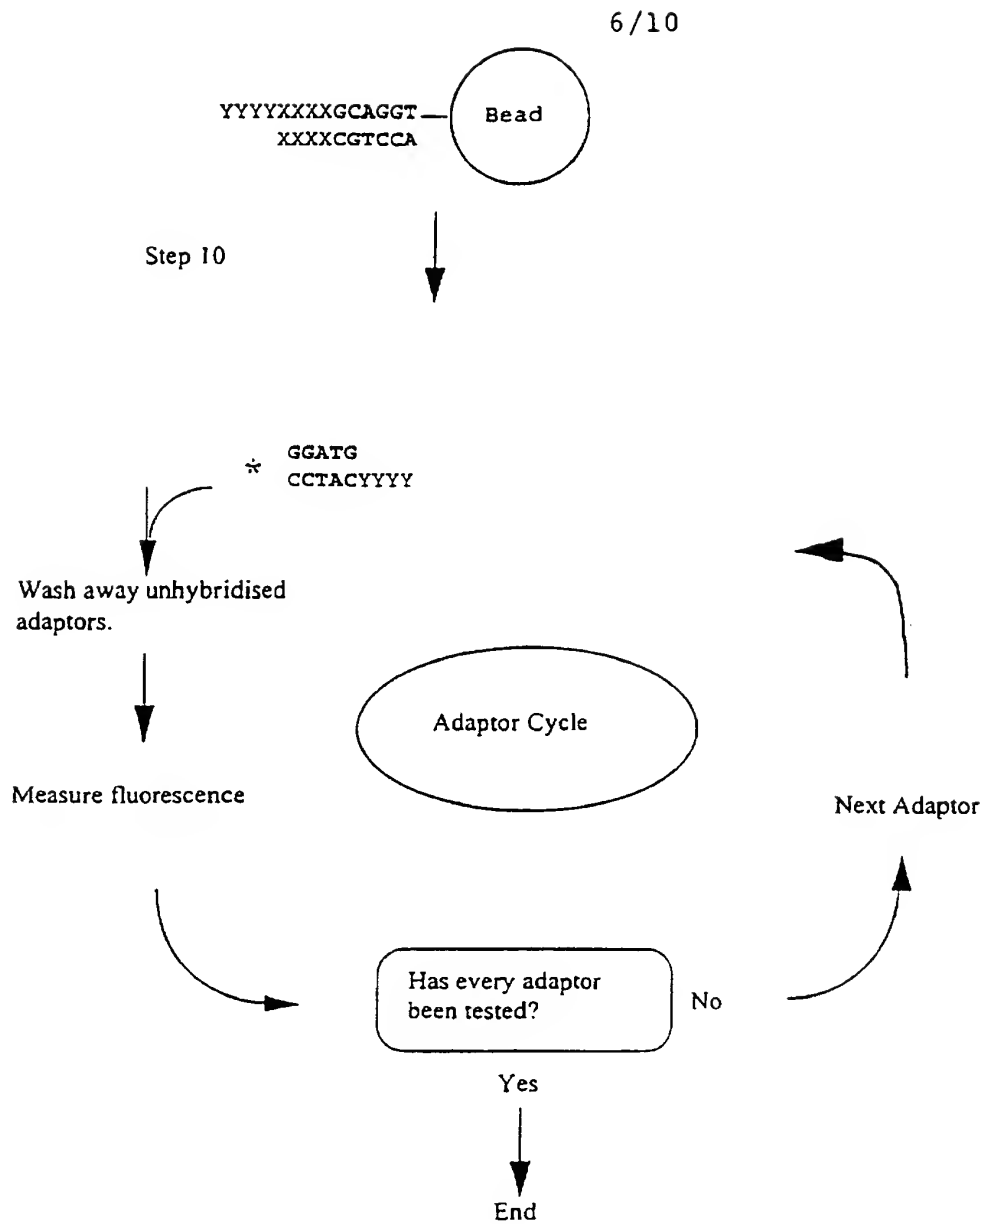 6/10
YYYYXXXXGCAGGT
XXXXCGTCCA
Bead
Step 10
* GGATG
CCTACYYYY
Wash away unhybridised
adaptors.
Adaptor Cycle
Measure fluorescence
Next Adaptor
Has every adaptor
been tested?
No
Yes
End